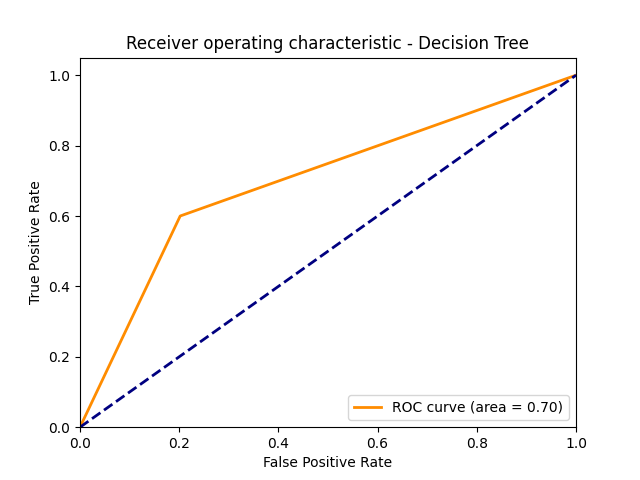 Receiver operating characteristic - Decision Tree
True Positive Rate
1.0
0.8
0.6
0.4
0.2
0.0
ROC curve (area = 0.70)
0.0 0.2 0.4 0.6 0.8 1.0
False Positive Rate